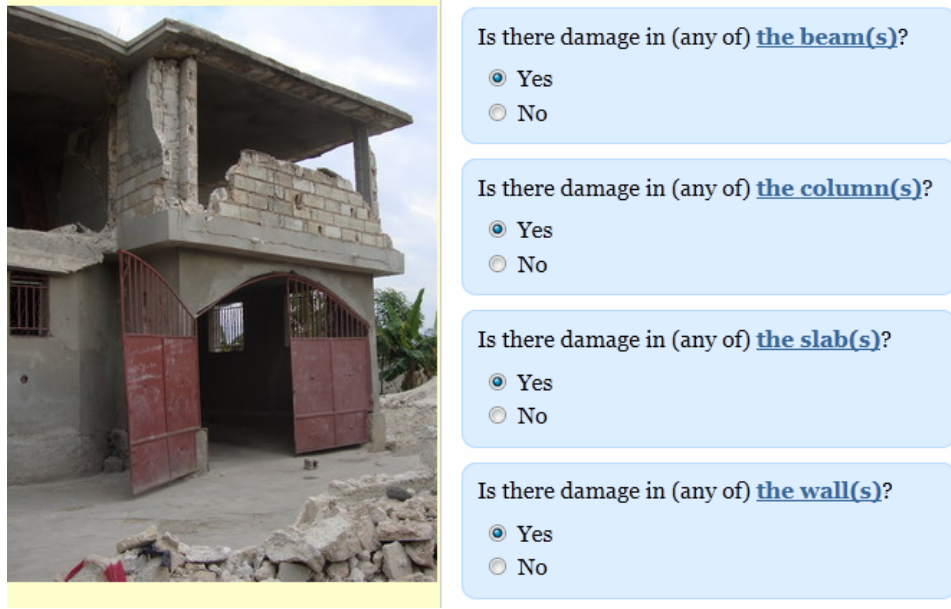 Is there damage in (any of) the beam(s)?
Yes
No
Is there damage in (any of) the column(s)?
Yes
No
Is there damage in (any of) the slab(s)?
Yes
No
Is there damage in (any of) the wall(s)?
Yes
No